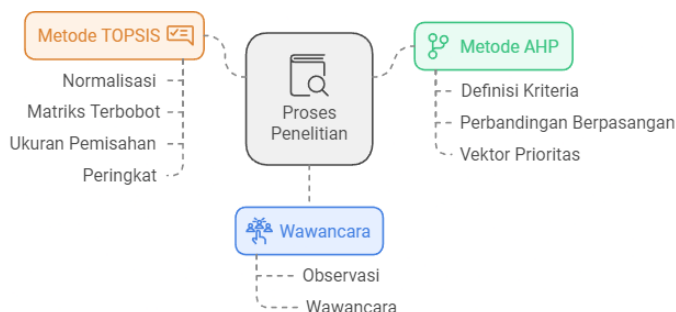 Metode TOPSIS
Normalisasi
Matriks Terbobot
Ukuran Pemisahan
Peringkat
Proses
Penelitian
Metode AHP
Definisi Kriteria
Perbandingan Berpasangan
Vektor Prioritas
Wawancara
Observasi
Wawancara